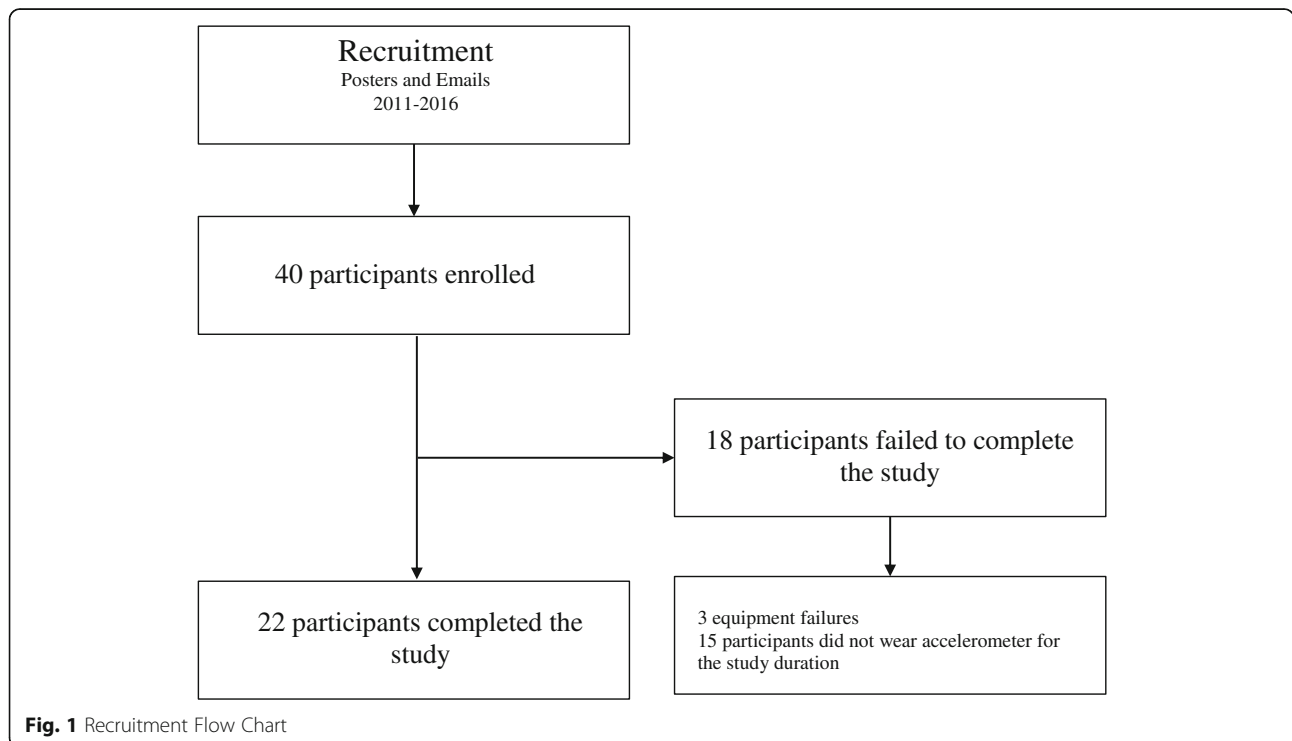 Recruitment
Posters and Emails
2011-2016
40 participants enrolled
18 participants failed to complete
the study
22 participants completed the
study
3 equipment failures
15 participants did not wear accelerometer for
the study duration
Fig. 1 Recruitment Flow Chart